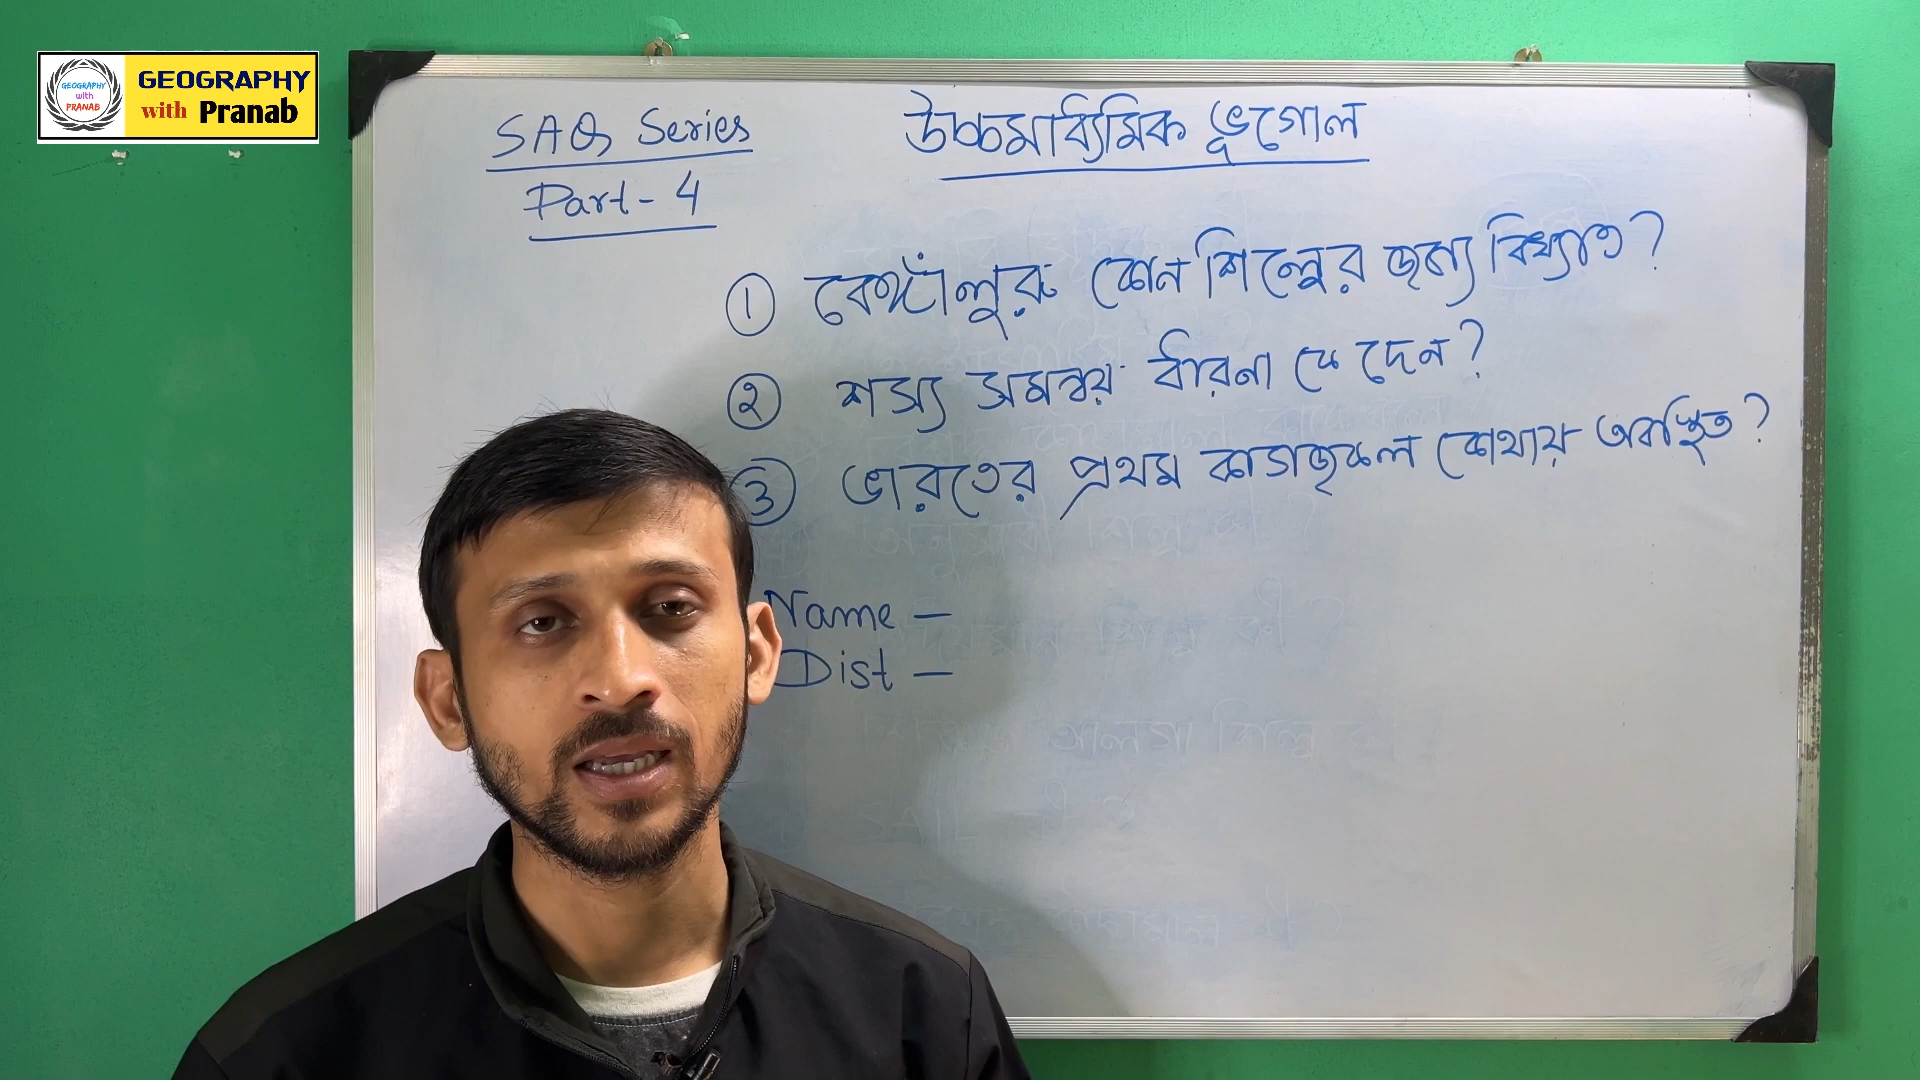 GEOGRAPHY
with
PRANAB
GEOGRAPHY
with Pranab
SAQ Series
Part - 4
উচ্চমাধ্যমিক ভূগোল
① বেঙ্গালুরু কোন শিল্পের জন্য বিখ্যাত?
② শস্য সমন্বয় ধারনা কে দেন?
③ ভারতের প্রথম কাগজকল কোথায় অবস্থিত?
Name –
Dist –